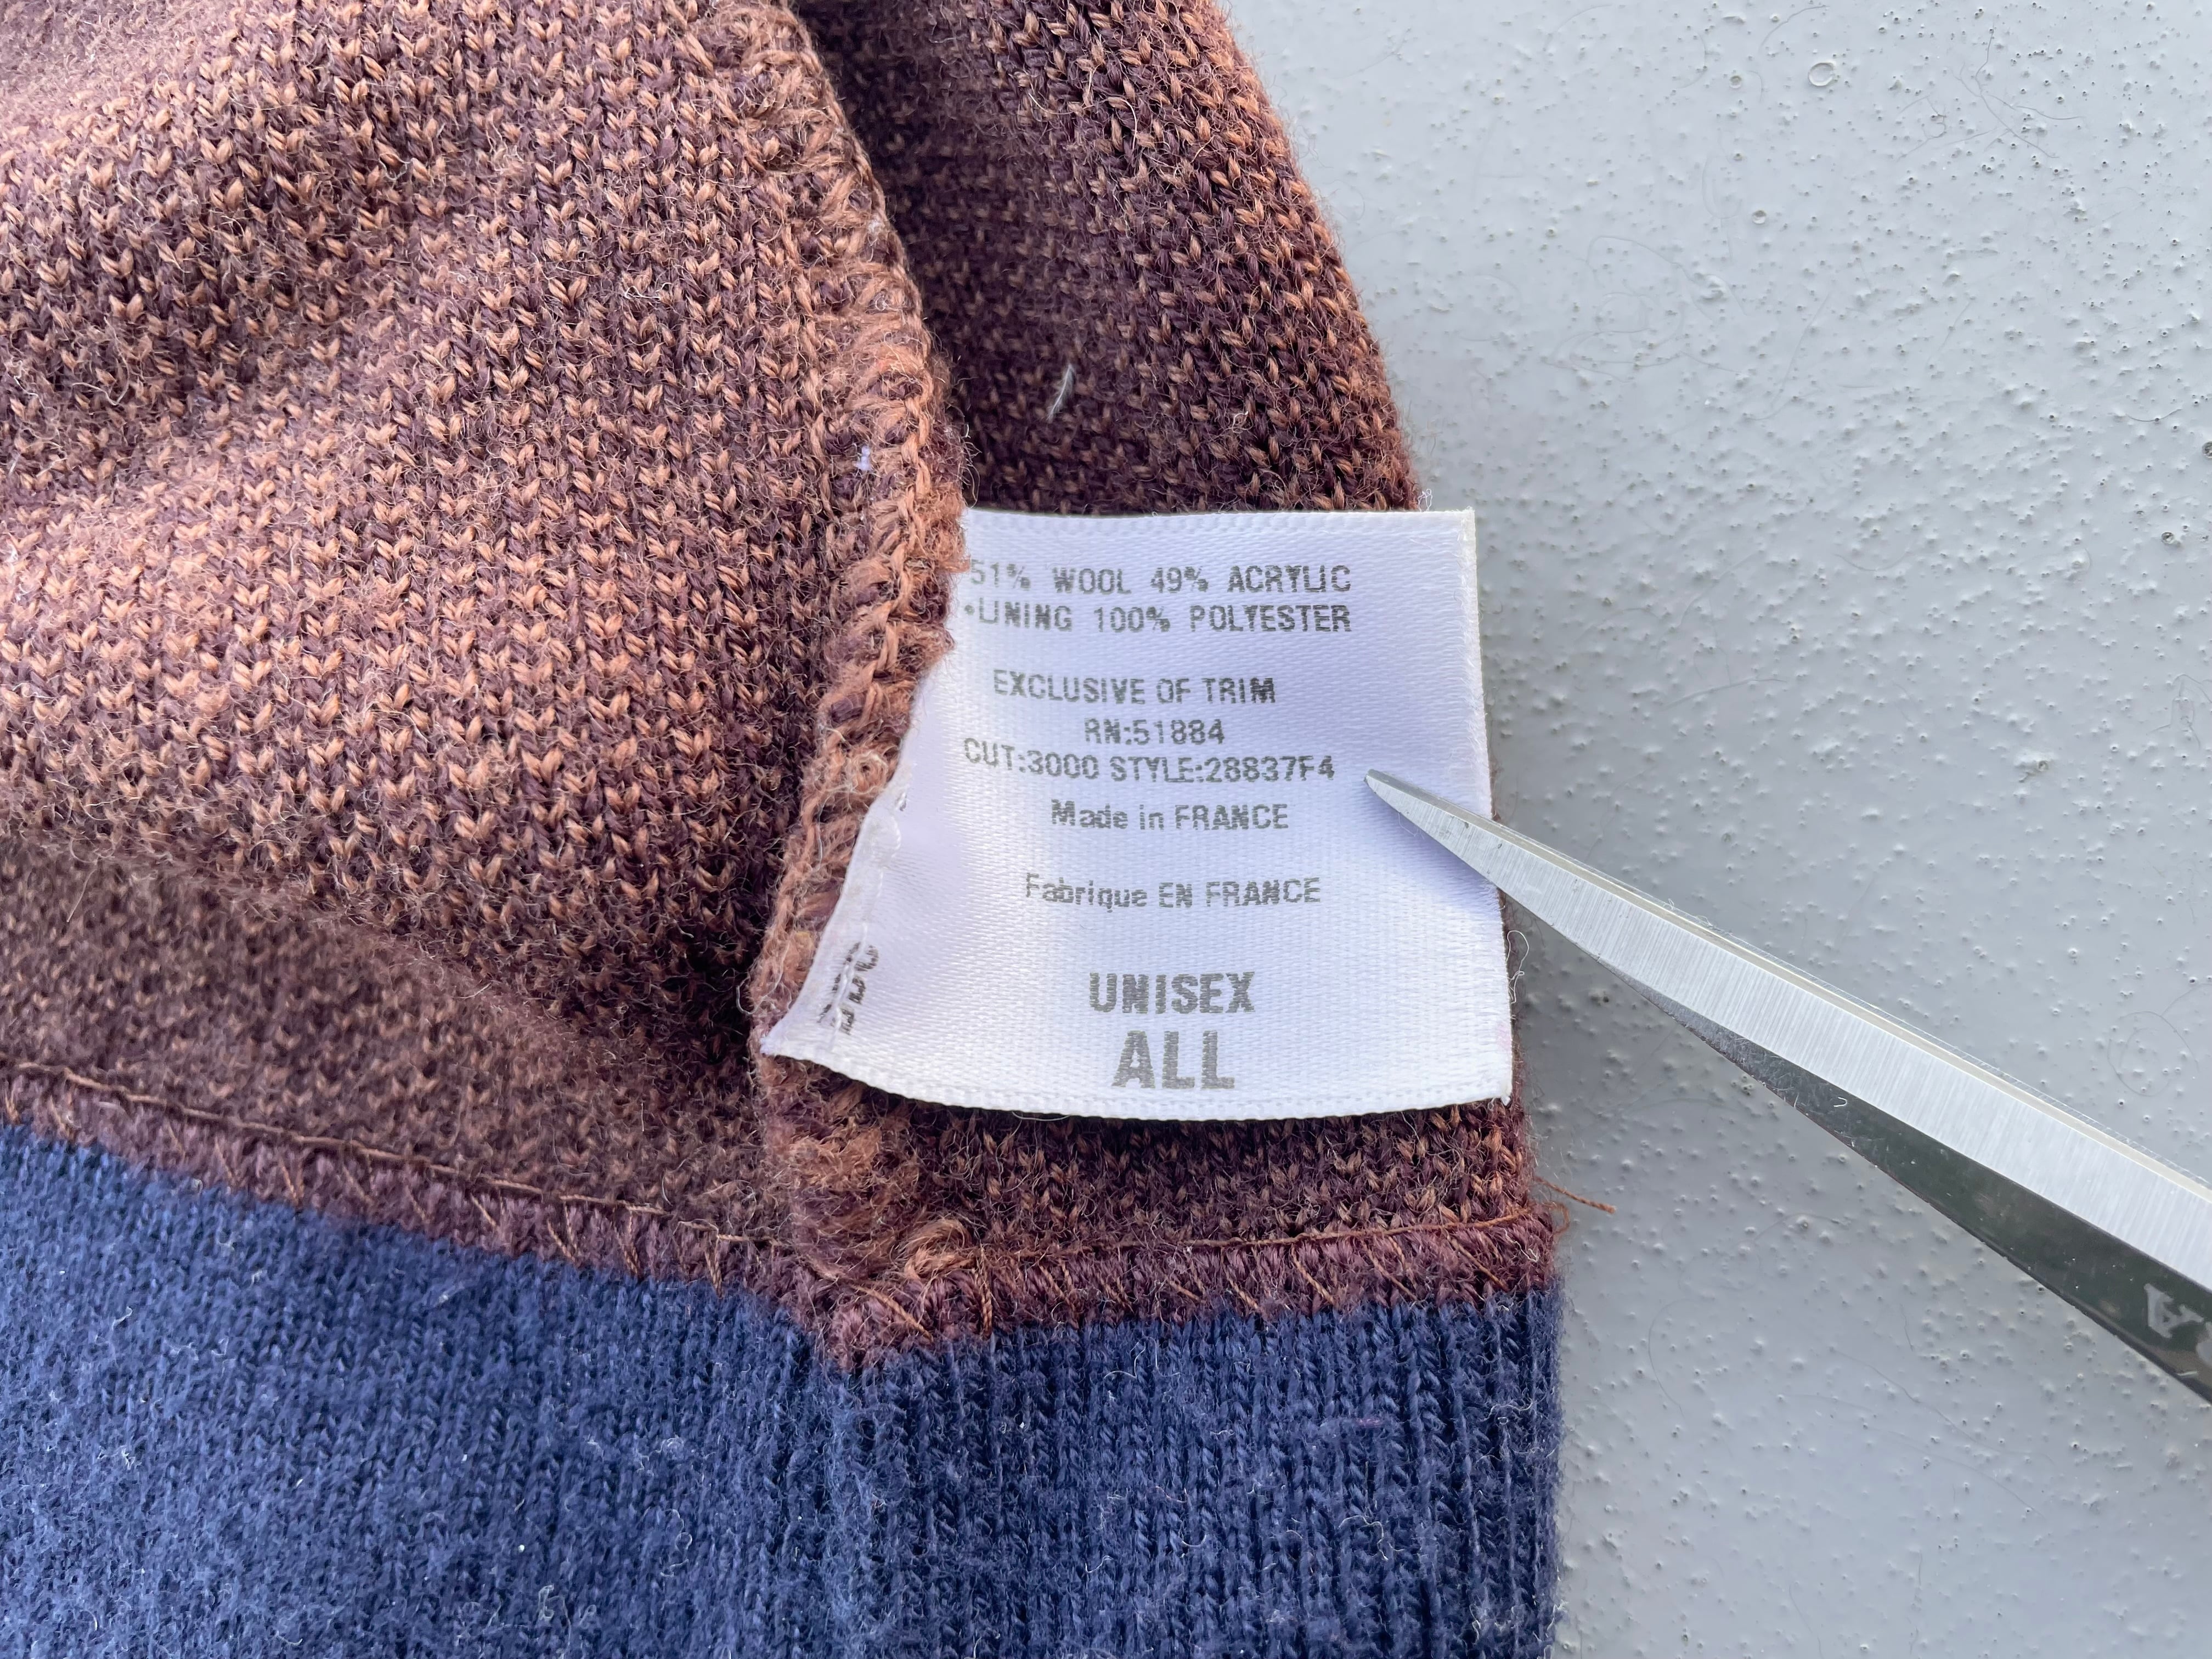 51% WOOL 49% ACRYLIC
•LINING 100% POLYESTER
EXCLUSIVE OF TRIM
RN:51884
CUT:3000 STYLE:28837F4
Made in FRANCE
Fabrique EN FRANCE
UNISEX
ALL